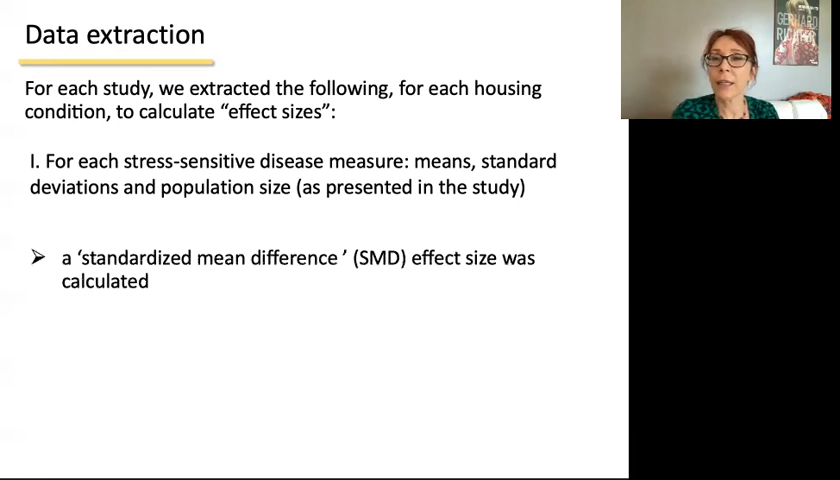 Data extraction
For each study, we extracted the following, for each housing
condition, to calculate “effect sizes”:
I. For each stress-sensitive disease measure: means, standard
deviations and population size (as presented in the study)
➤ a ‘standardized mean difference ’ (SMD) effect size was
calculated
GERHARD
RICHTER